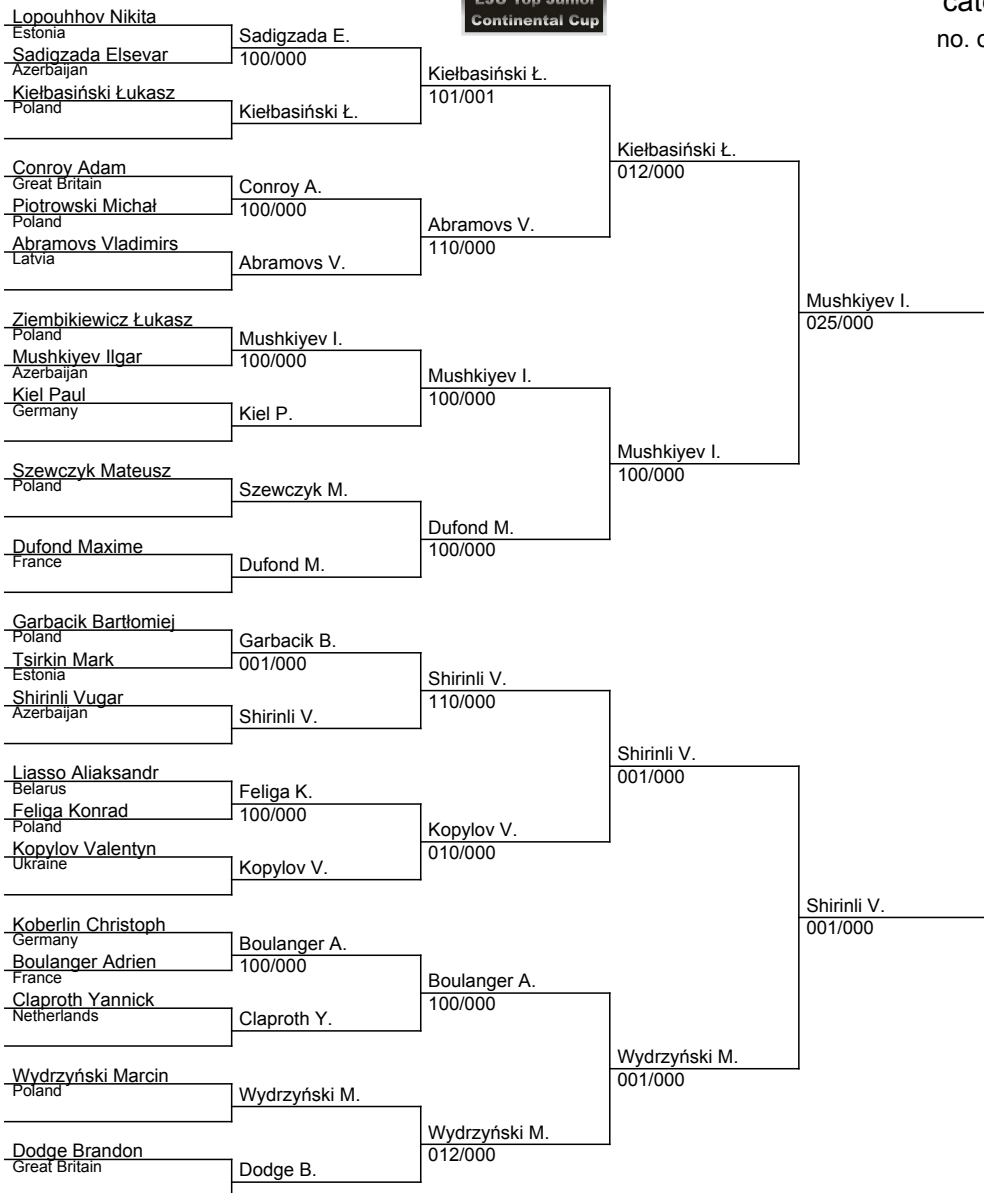 EJU Top Junior
Continental Cup
cate
no. o
Lopouhhov Nikita
Estonia
Sadigzada Elsevar
Azerbaijan
Kiełbasiński Łukasz
Poland
Conroy Adam
Great Britain
Piotrowski Michał
Poland
Abramovs Vladimirs
Latvia
Ziembikiewicz Łukasz
Poland
Mushkiyev Ilgar
Azerbaijan
Kiel Paul
Germany
Szewczyk Mateusz
Poland
Dufond Maxime
France
Garbacik Bartłomiej
Poland
Tsirkin Mark
Estonia
Shirinli Vugar
Azerbaijan
Liasso Aliaksandr
Belarus
Feliga Konrad
Poland
Kopylov Valentyn
Ukraine
Koberlin Christoph
Germany
Boulanger Adrien
France
Claproth Yannick
Netherlands
Wydrzyński Marcin
Poland
Dodge Brandon
Great Britain
Sadigzada E.
100/000
Kiełbasiński Ł.
Conroy A.
100/000
Abramovs V.
Mushkiyev I.
100/000
Kiel P.
Szewczyk M.
Dufond M.
Garbacik B.
001/000
Shirinli V.
Feliga K.
100/000
Kopylov V.
Boulanger A.
100/000
Claproth Y.
Wydrzyński M.
Dodge B.
Kiełbasiński Ł.
101/001
Abramovs V.
110/000
Mushkiyev I.
100/000
Dufond M.
100/000
Shirinli V.
110/000
Kopylov V.
010/000
Boulanger A.
100/000
Wydrzyński M.
012/000
Kiełbasiński Ł.
012/000
Mushkiyev I.
100/000
Shirinli V.
001/000
Wydrzyński M.
001/000
Mushkiyev I.
025/000
Shirinli V.
001/000